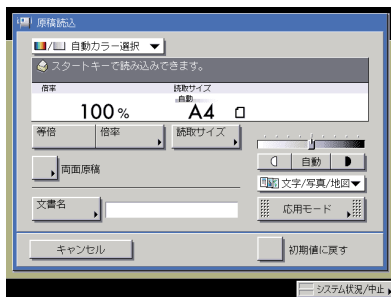 原稿読込
自動カラー選択
スタートキーで読み込みできます。
倍率 読取サイズ
自動
100% A4
等倍 倍率 読取サイズ
両面原稿
自動
文字/写真/地図
文書名
応用モード
キャンセル 初期値に戻す
システム状況/中止